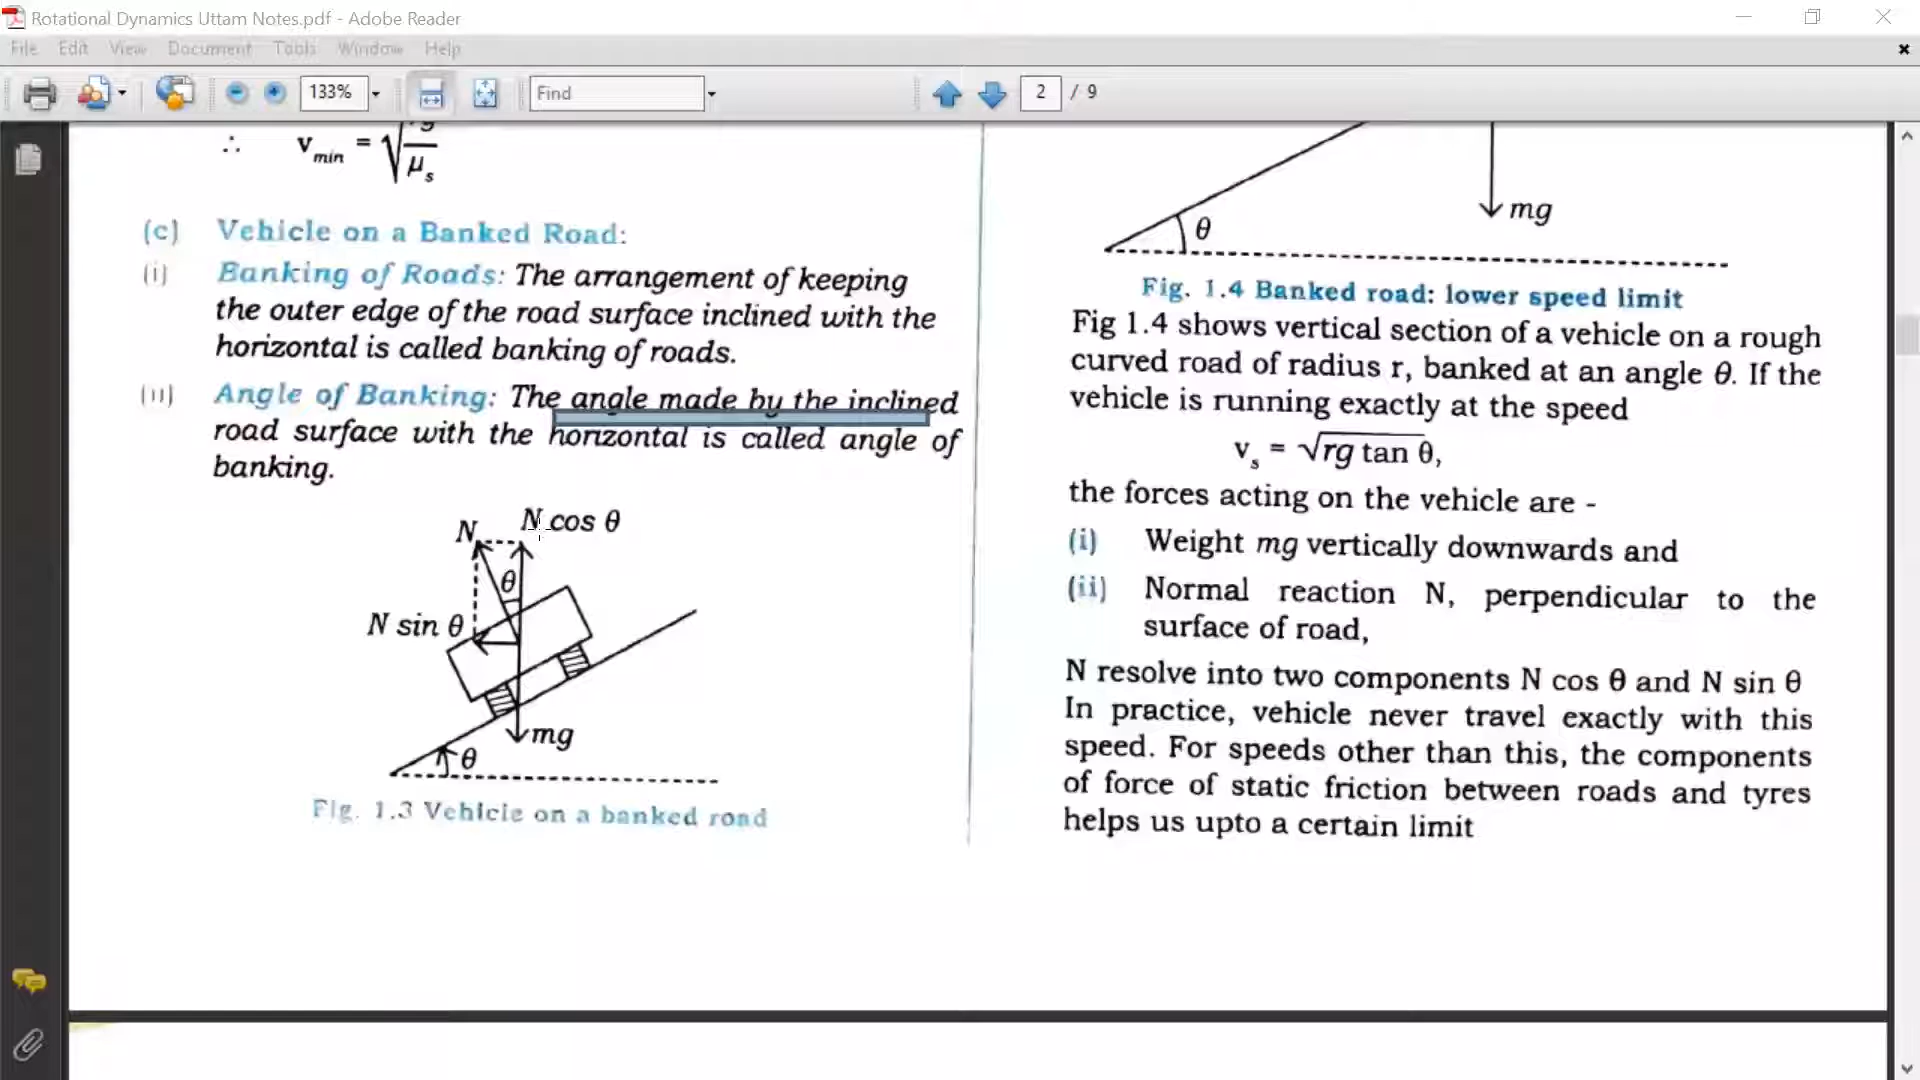 Rotational Dynamics Uttam Notes.pdf - Adobe Reader
File Edit View Document Tools Window Help
133% Find 2 / 9
∴ v min = √ rg / μ s
(c) Vehicle on a Banked Road:
(i) Banking of Roads: The arrangement of keeping
the outer edge of the road surface inclined with the
horizontal is called banking of roads.
(ii) Angle of Banking: The angle made by the inclined
road surface with the horizontal is called angle of
banking.
N N cos θ
θ
N sin θ
mg
θ
Fig. 1.3 Vehicle on a banked road
mg
θ
Fig. 1.4 Banked road: lower speed limit
Fig 1.4 shows vertical section of a vehicle on a rough
curved road of radius r, banked at an angle θ. If the
vehicle is running exactly at the speed
v s = √rg tan θ,
the forces acting on the vehicle are -
(i) Weight mg vertically downwards and
(ii) Normal reaction N, perpendicular to the
surface of road,
N resolve into two components N cos θ and N sin θ
In practice, vehicle never travel exactly with this
speed. For speeds other than this, the components
of force of static friction between roads and tyres
helps us upto a certain limit